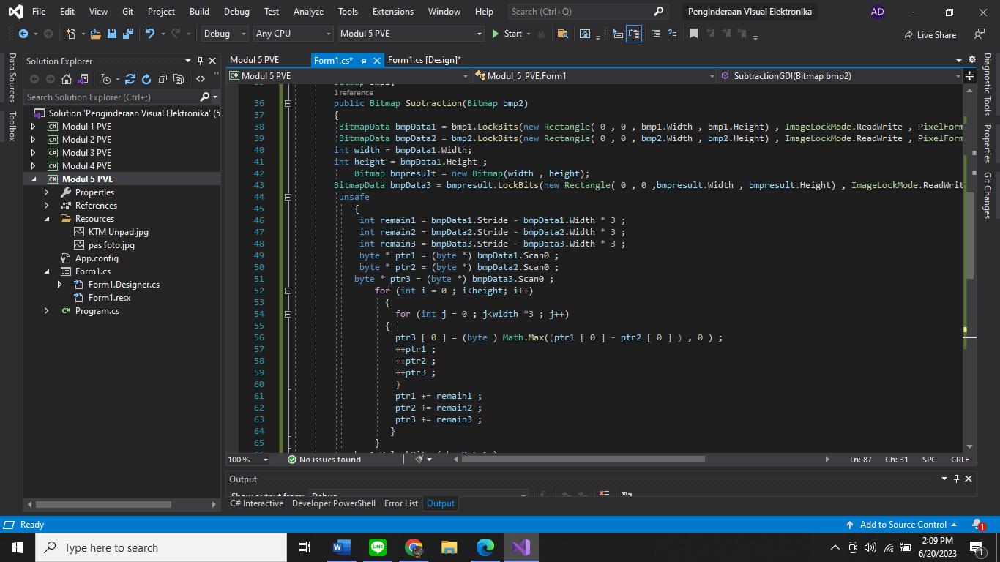 File Edit View Git Project Build Debug Test Analyze Tools Extensions Window Help Search (Ctrl+Q) Penginderaan Visual Elektronika AD
Debug Any CPU Modul 5 PVE Start Live Share
Data Sources
Toolbox
Solution Explorer
Search Solution Explorer (Ctrl+;)
Solution 'Penginderaan Visual Elektronika' (5
C# Modul 1 PVE
C# Modul 2 PVE
C# Modul 3 PVE
C# Modul 4 PVE
C# Modul 5 PVE
Properties
References
Resources
KTM Unpad.jpg
pas foto.jpg
App.config
Form1.cs
Form1.Designer.cs
Form1.resx
C# Program.cs
Modul 5 PVE Form1.cs* Form1.cs [Design]*
C# Modul 5 PVE Modul_5_PVE.Form1 SubtractionGDI(Bitmap bmp2)
1 reference
36 public Bitmap Subtraction(Bitmap bmp2)
37 {
38 BitmapData bmpData1 = bmp1.LockBits(new Rectangle( 0 , 0 , bmp1.Width , bmp1.Height) , ImageLockMode.ReadWrite , PixelForm
39 BitmapData bmpData2 = bmp2.LockBits(new Rectangle( 0 , 0 , bmp2.Width , bmp2.Height) , ImageLockMode.ReadWrite , PixelForm
40 int width = bmpData1.Width;
41 int height = bmpData1.Height ;
42 Bitmap bmpresult = new Bitmap(width , height);
43 BitmapData bmpData3 = bmpresult.LockBits(new Rectangle( 0 , 0 ,bmpresult.Width , bmpresult.Height) , ImageLockMode.ReadWrit
44 unsafe
45 {
46 int remain1 = bmpData1.Stride - bmpData1.Width * 3 ;
47 int remain2 = bmpData2.Stride - bmpData2.Width * 3 ;
48 int remain3 = bmpData3.Stride - bmpData3.Width * 3 ;
49 byte * ptr1 = (byte *) bmpData1.Scan0 ;
50 byte * ptr2 = (byte *) bmpData2.Scan0 ;
51 byte * ptr3 = (byte *) bmpData3.Scan0 ;
52 for (int i = 0 ; i<height; i++)
53 {
54 for (int j = 0 ; j<width *3 ; j++)
55 {
56 ptr3 [ 0 ] = (byte ) Math.Max((ptr1 [ 0 ] - ptr2 [ 0 ] ) , 0 ) ;
57 ++ptr1 ;
58 ++ptr2 ;
59 ++ptr3 ;
60 }
61 ptr1 += remain1 ;
62 ptr2 += remain2 ;
63 ptr3 += remain3 ;
64 }
65 }
100 % No issues found Ln: 87 Ch: 31 SPC CRLF
Diagnostic Tools
Properties
Git Changes
Output
Show output from: Debug
C# Interactive Developer PowerShell Error List Output
Ready Add to Source Control 1
Type here to search
2:09 PM
6/20/2023
1